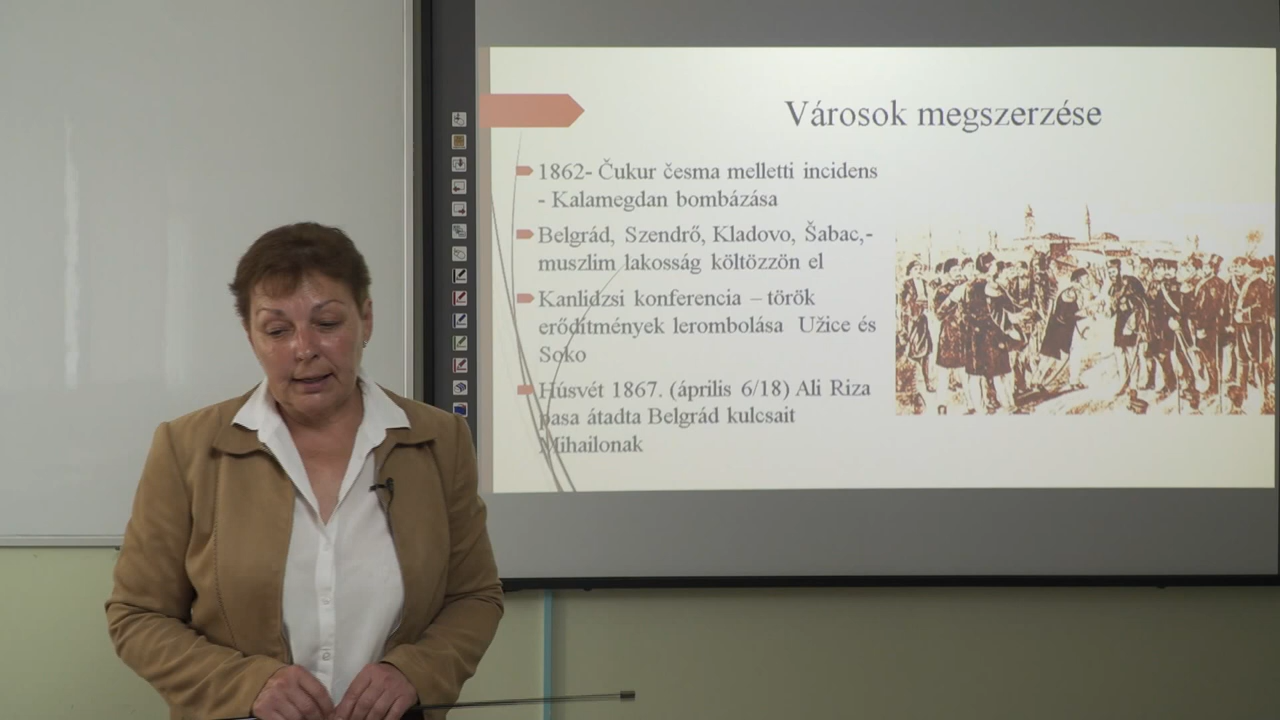 Városok megszerzése
1862- Čukur česma melletti incidens
- Kalamegdan bombázása
Belgrád, Szendrő, Kladovo, Šabac,-
muszlim lakosság költözzön el
Kanlidzsi konferencia – török
erődítmények lerombolása Užice és
Soko
Húsvét 1867. (április 6/18) Ali Riza
pasa átadta Belgrád kulcsait
Mihailonak